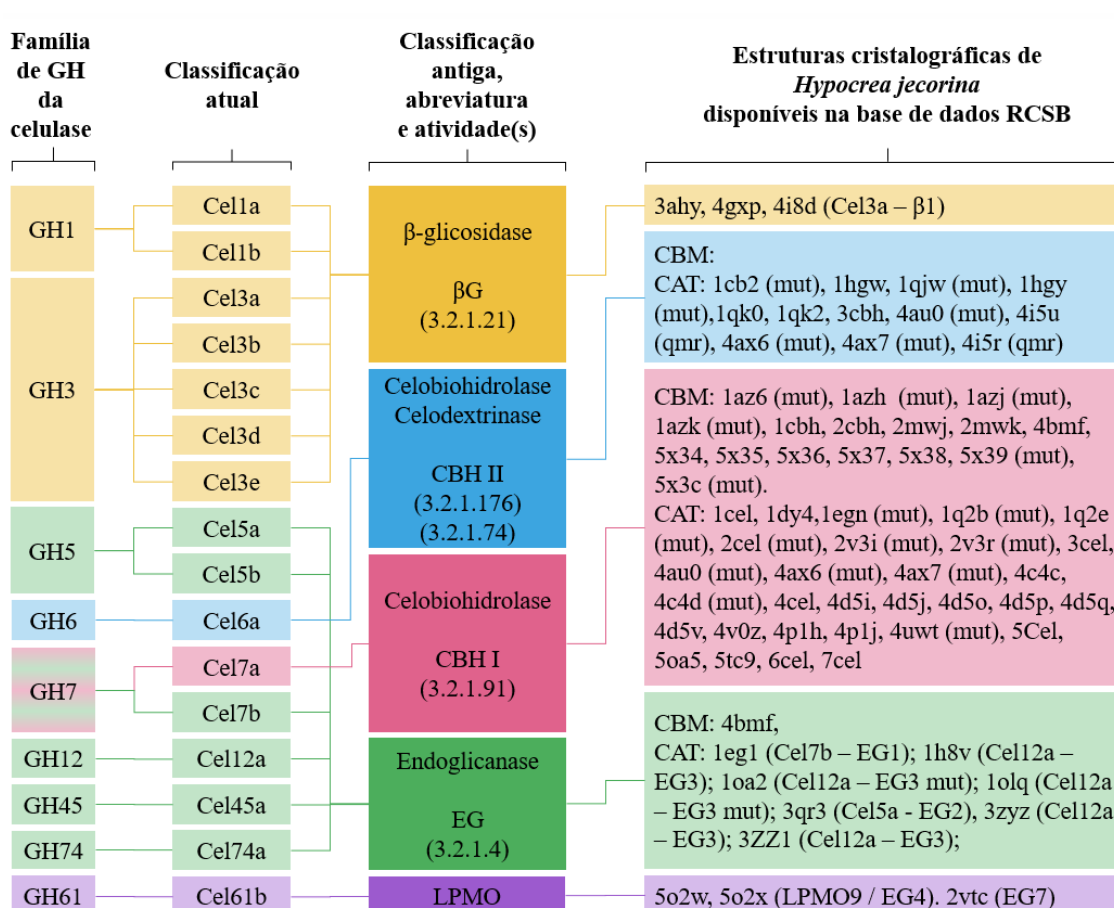 Família
de GH
da
celulase
Classificação
atual
Classificação
antiga,
abreviatura
e atividade(s)
Estruturas cristalográficas de
Hypocrea jecorina
disponíveis na base de dados RCSB
GH1
GH3
GH5
GH6
GH7
GH12
GH45
GH74
GH61
Cel1a
Cel1b
Cel3a
Cel3b
Cel3c
Cel3d
Cel3e
Cel5a
Cel5b
Cel6a
Cel7a
Cel7b
Cel12a
Cel45a
Cel74a
Cel61b
β-glicosidase
βG
(3.2.1.21)
Celobiohidrolase
Celodextrinase
CBH II
(3.2.1.176)
(3.2.1.74)
Celobiohidrolase
CBH I
(3.2.1.91)
Endoglicanase
EG
(3.2.1.4)
LPMO
3ahy, 4gxp, 4i8d (Cel3a – β1)
CBM:
CAT: 1cb2 (mut), 1hgw, 1qjw (mut), 1hgy
(mut),1qk0, 1qk2, 3cbh, 4au0 (mut), 4i5u
(qmr), 4ax6 (mut), 4ax7 (mut), 4i5r (qmr)
CBM: 1az6 (mut), 1azh (mut), 1azj (mut),
1azk (mut), 1cbh, 2cbh, 2mwj, 2mwk, 4bmf,
5x34, 5x35, 5x36, 5x37, 5x38, 5x39 (mut),
5x3c (mut).
CAT: 1cel, 1dy4,1egn (mut), 1q2b (mut), 1q2e
(mut), 2cel (mut), 2v3i (mut), 2v3r (mut), 3cel,
4au0 (mut), 4ax6 (mut), 4ax7 (mut), 4c4c,
4c4d (mut), 4cel, 4d5i, 4d5j, 4d5o, 4d5p, 4d5q,
4d5v, 4v0z, 4p1h, 4p1j, 4uwt (mut), 5Cel,
5oa5, 5tc9, 6cel, 7cel
CBM: 4bmf,
CAT: 1eg1 (Cel7b – EG1); 1h8v (Cel12a –
EG3); 1oa2 (Cel12a – EG3 mut); 1olq (Cel12a
– EG3 mut); 3qr3 (Cel5a - EG2), 3zyz (Cel12a
– EG3); 3ZZ1 (Cel12a – EG3);
5o2w, 5o2x (LPMO9 / EG4). 2vtc (EG7)